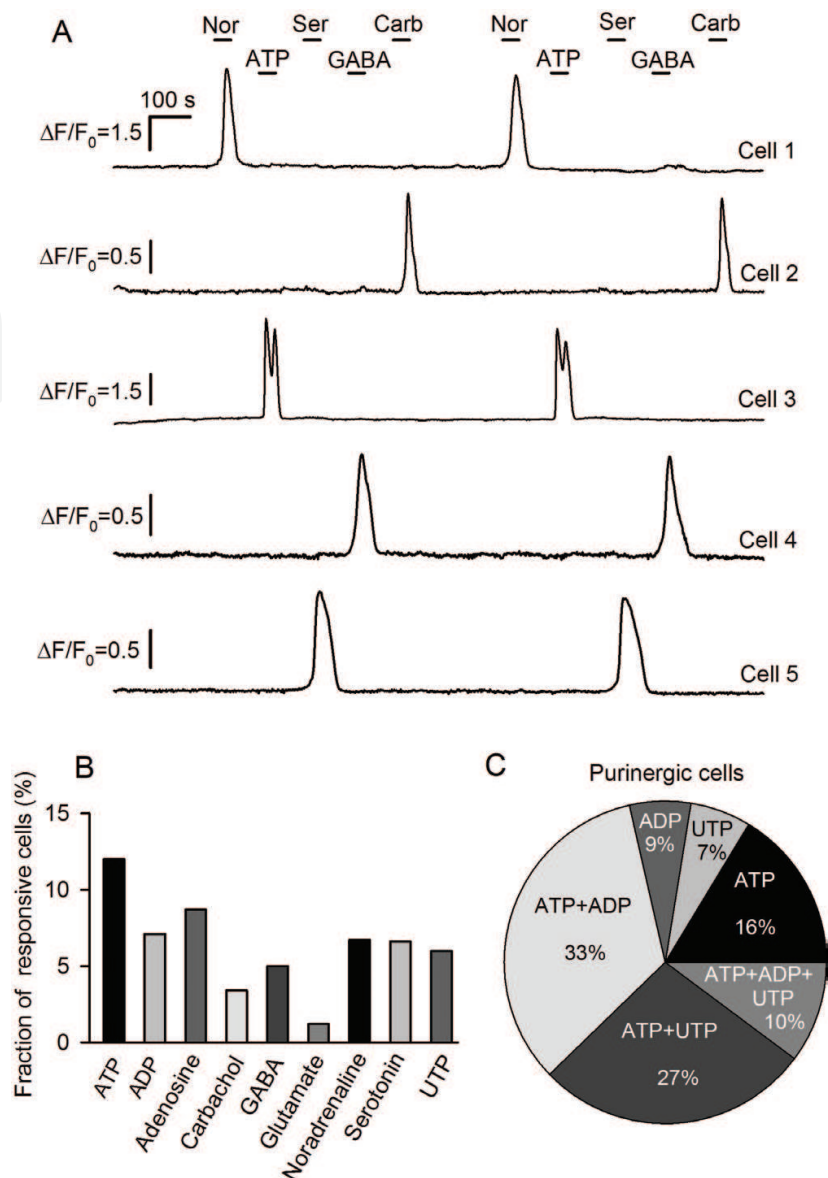 A
Nor Ser Carb Nor Ser Carb
ATP GABA ATP GABA
100 s
ΔF/F₀=1.5
Cell 1
ΔF/F₀=0.5
Cell 2
ΔF/F₀=1.5
Cell 3
ΔF/F₀=0.5
Cell 4
ΔF/F₀=0.5
Cell 5
B
Fraction of responsive cells (%)
15
10
5
0
ATP
ADP
Adenosine
Carbachol
GABA
Glutamate
Noradrenaline
Serotonin
UTP
C
Purinergic cells
ADP
9%
UTP
7%
ATP
16%
ATP+ADP
33%
ATP+ADP+
UTP
10%
ATP+UTP
27%